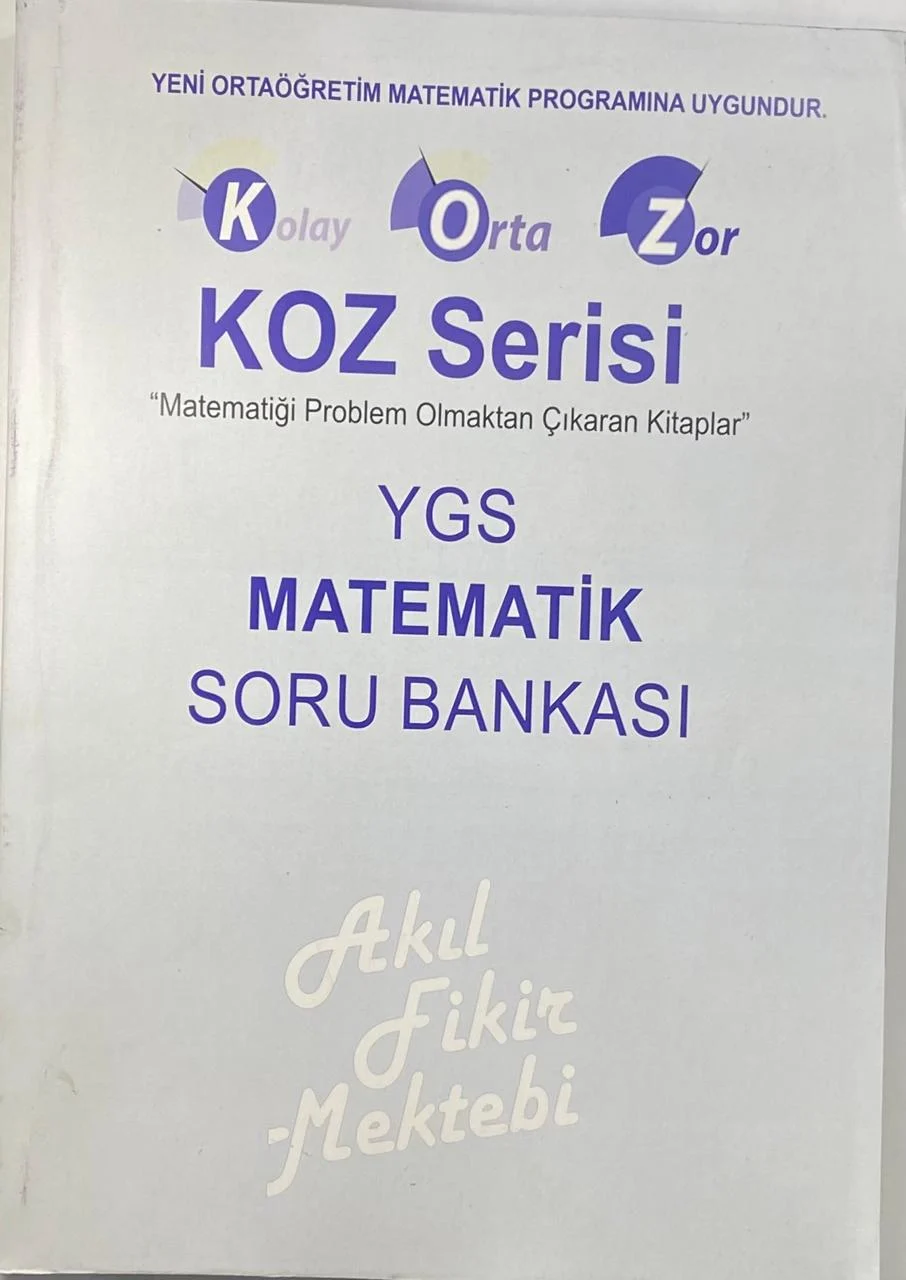 YENİ ORTAÖĞRETİM MATEMATİK PROGRAMINA UYGUNDUR.
Kolay Orta Zor
KOZ Serisi
“Matematiği Problem Olmaktan Çıkaran Kitaplar”
YGS
MATEMATİK
SORU BANKASI
Akıl
Fikir
Mektebi